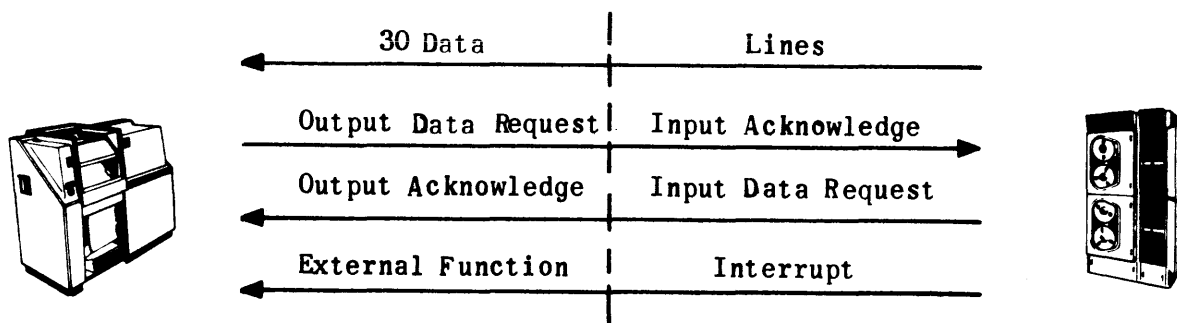 30 Data Lines
Output Data Request Input Acknowledge
Output Acknowledge Input Data Request
External Function Interrupt